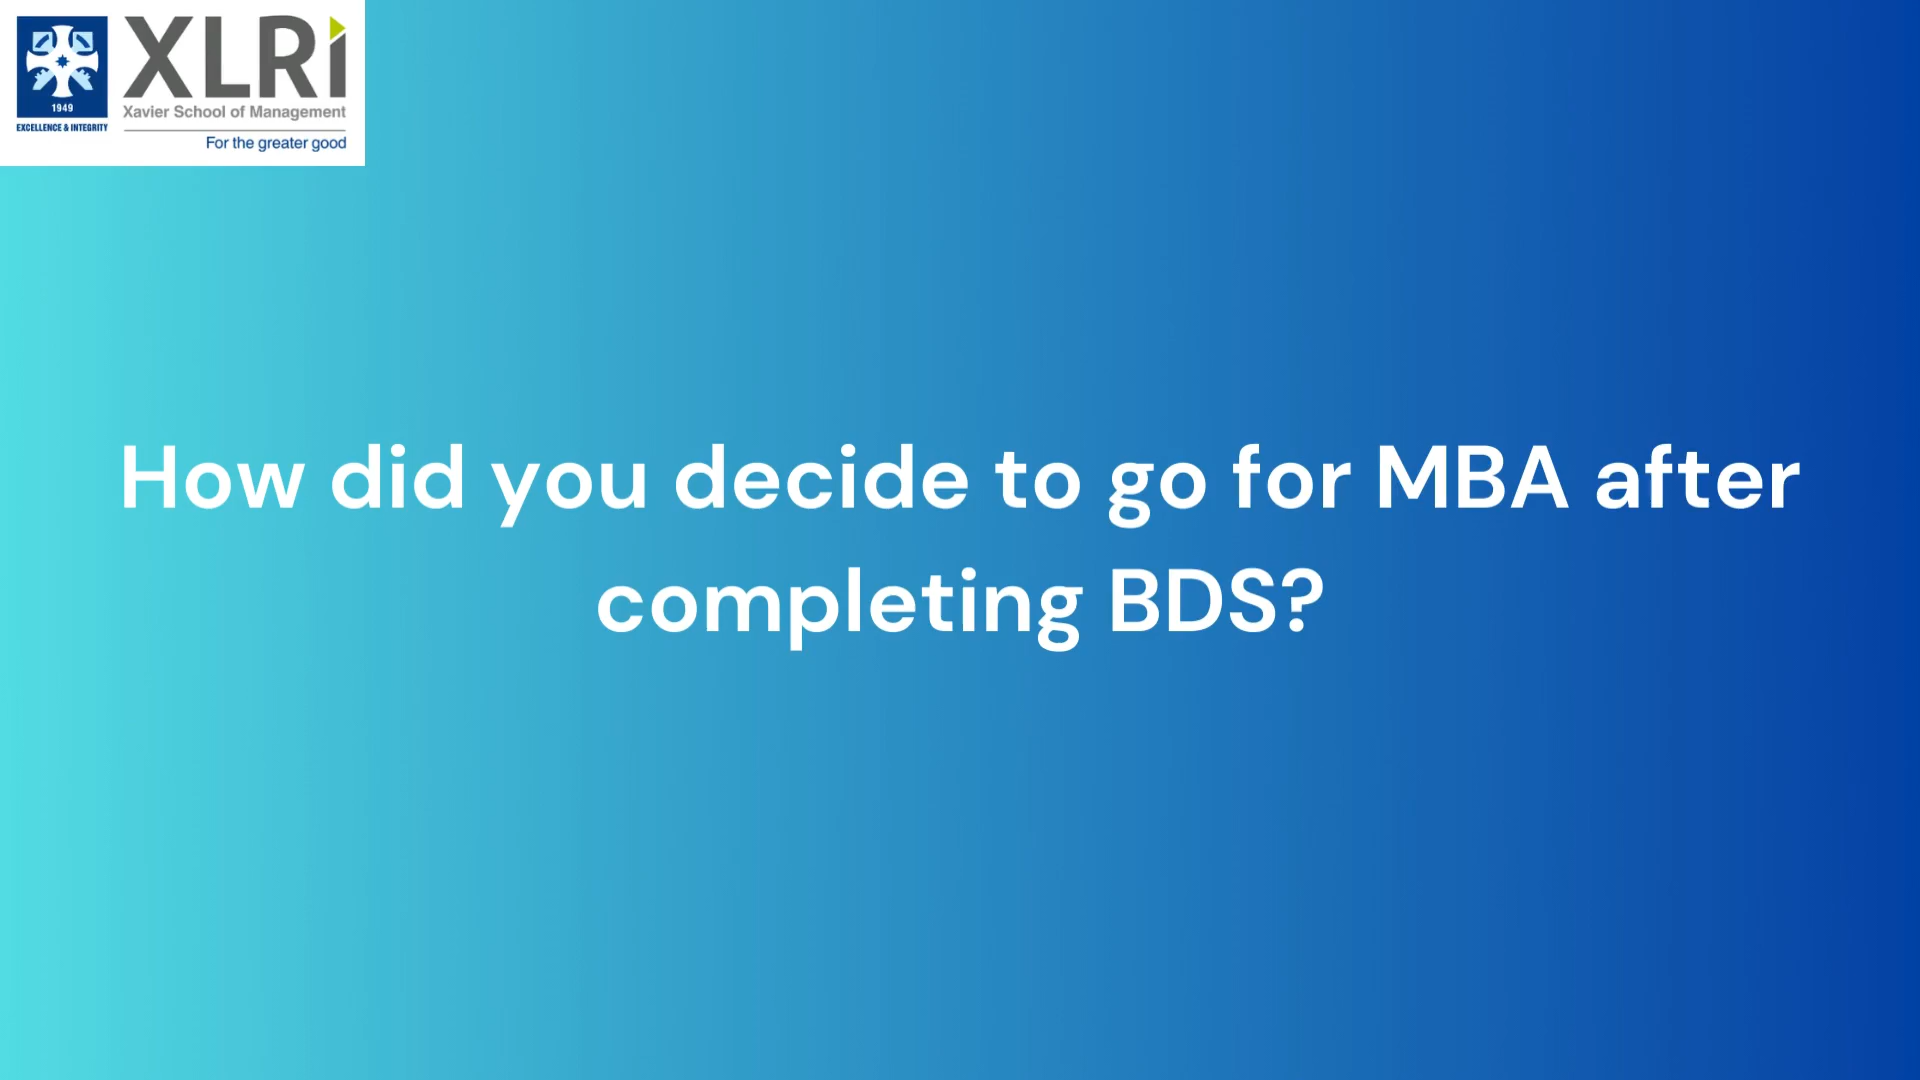 1949
EXCELLENCE & INTEGRITY
XLRi
Xavier School of Management
For the greater good
How did you decide to go for MBA after
completing BDS?